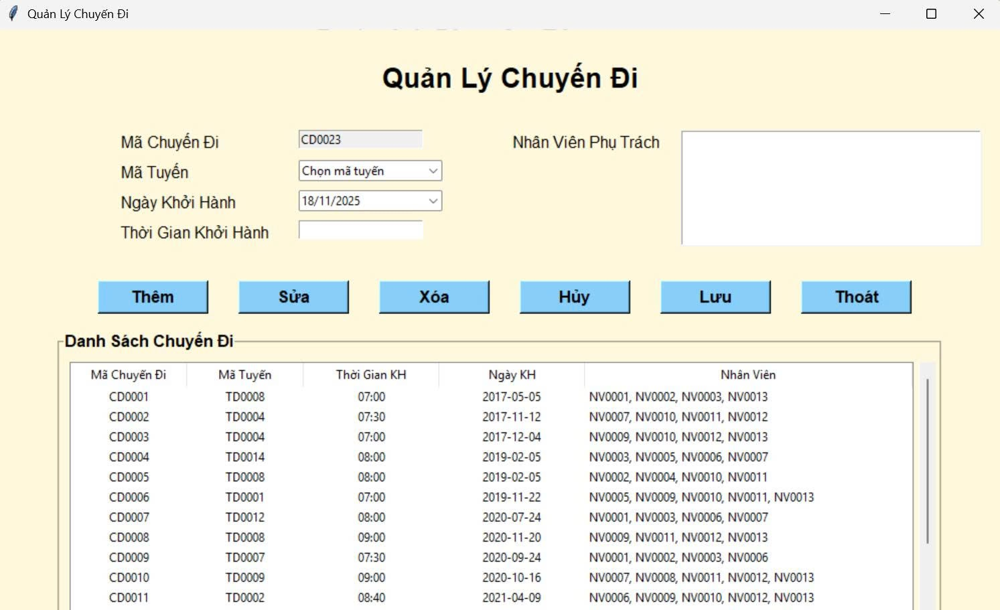 Quản Lý Chuyến Đi
Quản Lý Chuyến Đi
Mã Chuyến Đi CD0023 Nhân Viên Phụ Trách
Mã Tuyến Chọn mã tuyến
Ngày Khởi Hành 18/11/2025
Thời Gian Khởi Hành
Thêm Sửa Xóa Hủy Lưu Thoát
Danh Sách Chuyến Đi
Mã Chuyến Đi Mã Tuyến Thời Gian KH Ngày KH Nhân Viên
CD0001 TD0008 07:00 2017-05-05 NV0001, NV0002, NV0003, NV0013
CD0002 TD0004 07:30 2017-11-12 NV0007, NV0010, NV0011, NV0012
CD0003 TD0004 07:00 2017-12-04 NV0009, NV0010, NV0012, NV0013
CD0004 TD0014 08:00 2019-02-05 NV0003, NV0005, NV0006, NV0007
CD0005 TD0008 08:00 2019-02-05 NV0002, NV0004, NV0010, NV0011
CD0006 TD0001 07:00 2019-11-22 NV0005, NV0009, NV0010, NV0011, NV0013
CD0007 TD0012 08:00 2020-07-24 NV0001, NV0003, NV0006, NV0007
CD0008 TD0008 09:00 2020-11-20 NV0009, NV0011, NV0012, NV0013
CD0009 TD0007 07:30 2020-09-24 NV0001, NV0002, NV0003, NV0006
CD0010 TD0009 09:00 2020-10-16 NV0007, NV0008, NV0011, NV0012, NV0013
CD0011 TD0002 08:40 2021-04-09 NV0006, NV0009, NV0010, NV0012, NV0013